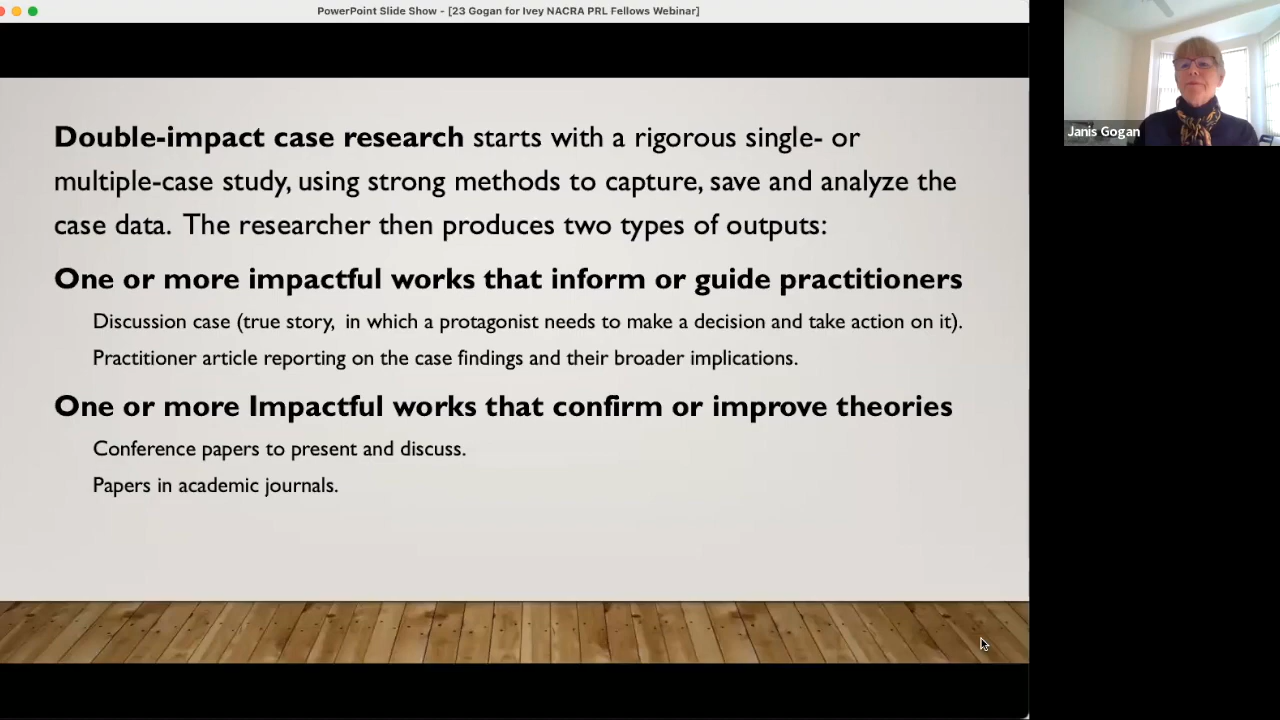 PowerPoint Slide Show - [23 Gogan for Ivey NACRA PRL Fellows Webinar]
Double-impact case research starts with a rigorous single- or
multiple-case study, using strong methods to capture, save and analyze the
case data. The researcher then produces two types of outputs:
One or more impactful works that inform or guide practitioners
Discussion case (true story, in which a protagonist needs to make a decision and take action on it).
Practitioner article reporting on the case findings and their broader implications.
One or more Impactful works that confirm or improve theories
Conference papers to present and discuss.
Papers in academic journals.
Janis Gogan